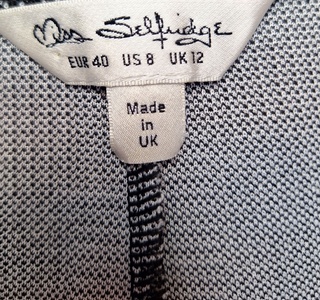 Miss Selfridge
EUR 40 US 8 UK 12
Made
in
UK